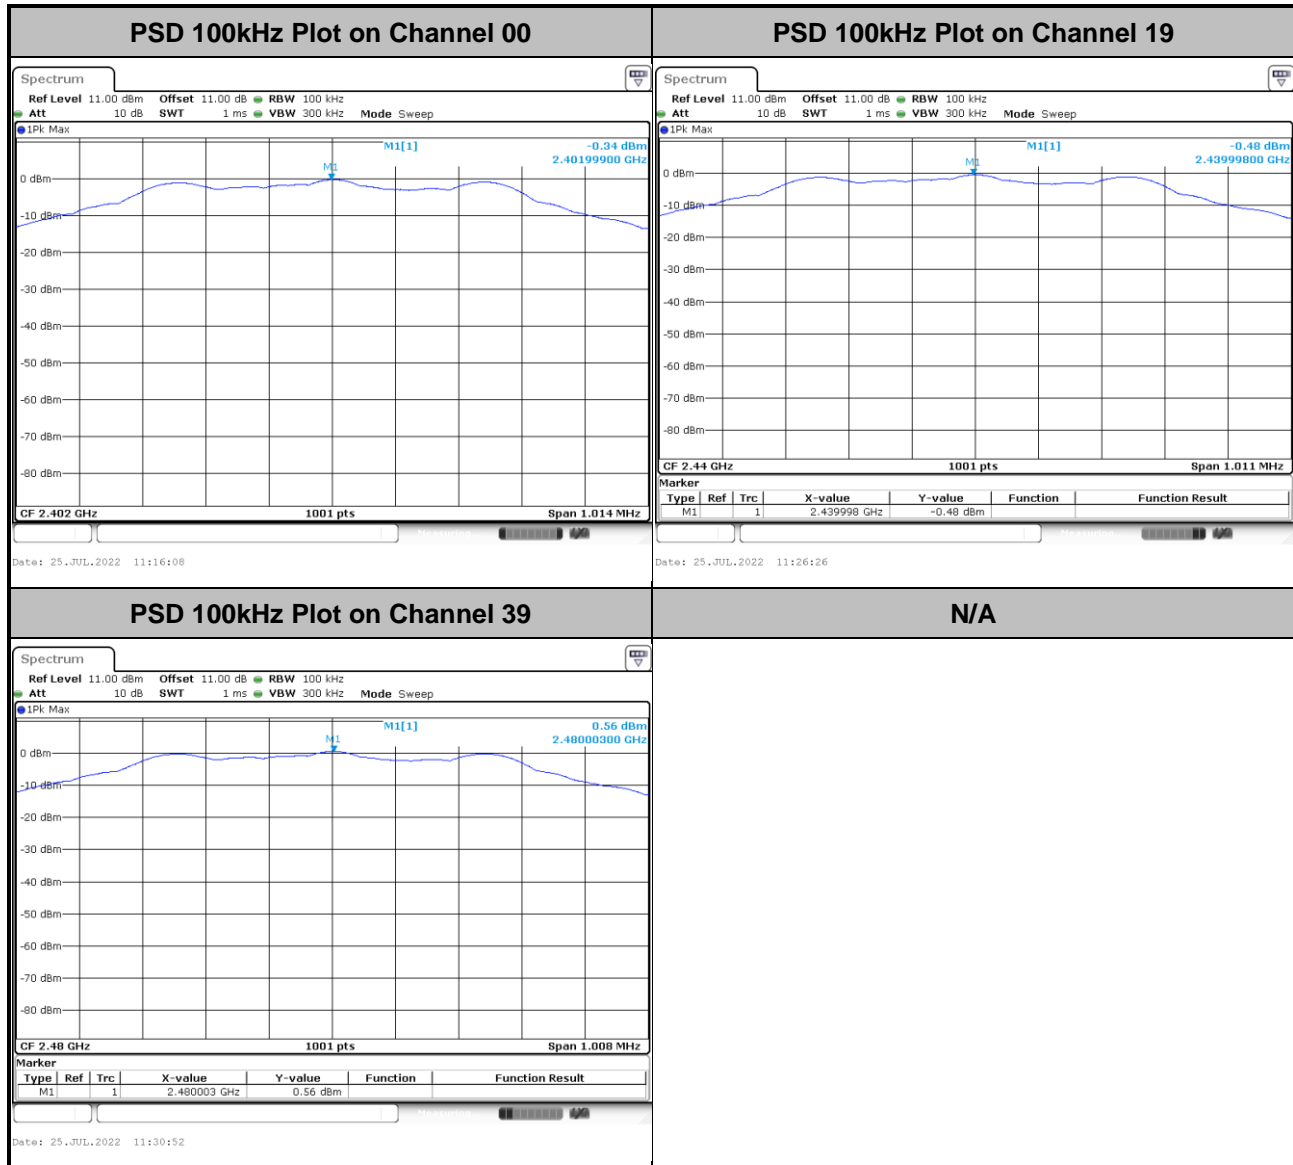 PSD 100kHz Plot on Channel 00
Spectrum
Ref Level 11.00 dBm Offset 11.00 dB RBW 100 kHz
Att 10 dB SWT 1 ms VBW 300 kHz Mode Sweep
1Pk Max
M1[1] -0.34 dBm
2.40199900 GHz
M1
0 dBm
-10 dBm
-20 dBm
-30 dBm
-40 dBm
-50 dBm
-60 dBm
-70 dBm
-80 dBm
CF 2.402 GHz 1001 pts Span 1.014 MHz
Measuring...
Date: 25.JUL.2022 11:16:08
PSD 100kHz Plot on Channel 19
Spectrum
Ref Level 11.00 dBm Offset 11.00 dB RBW 100 kHz
Att 10 dB SWT 1 ms VBW 300 kHz Mode Sweep
1Pk Max
M1[1] -0.48 dBm
2.43999800 GHz
M1
0 dBm
-10 dBm
-20 dBm
-30 dBm
-40 dBm
-50 dBm
-60 dBm
-70 dBm
-80 dBm
CF 2.44 GHz 1001 pts Span 1.011 MHz
Marker
Type Ref Trc X-value Y-value Function Function Result
M1 1 2.439998 GHz -0.48 dBm
Measuring...
Date: 25.JUL.2022 11:26:26
PSD 100kHz Plot on Channel 39
Spectrum
Ref Level 11.00 dBm Offset 11.00 dB RBW 100 kHz
Att 10 dB SWT 1 ms VBW 300 kHz Mode Sweep
1Pk Max
M1[1] 0.56 dBm
2.48000300 GHz
M1
0 dBm
-10 dBm
-20 dBm
-30 dBm
-40 dBm
-50 dBm
-60 dBm
-70 dBm
-80 dBm
CF 2.48 GHz 1001 pts Span 1.008 MHz
Marker
Type Ref Trc X-value Y-value Function Function Result
M1 1 2.480003 GHz 0.56 dBm
Measuring...
Date: 25.JUL.2022 11:30:52
N/A